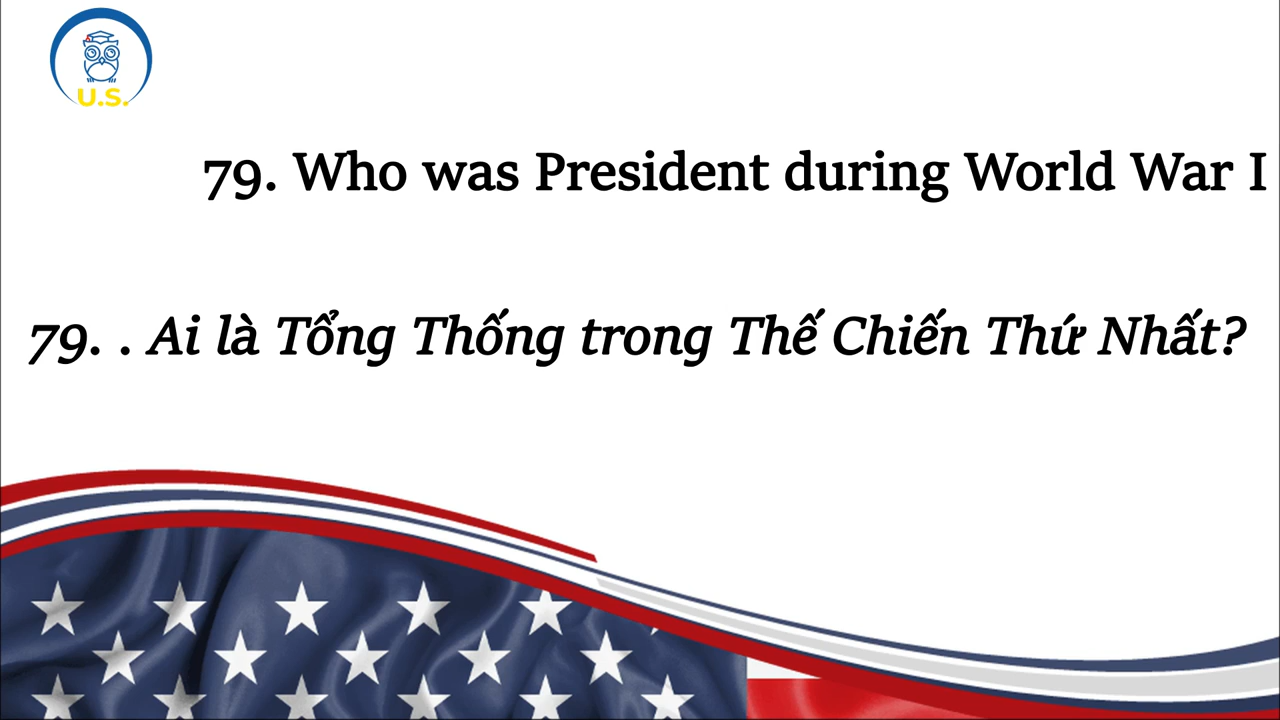 U.S.
79. Who was President during World War I
79. . Ai là Tổng Thống trong Thế Chiến Thứ Nhất?